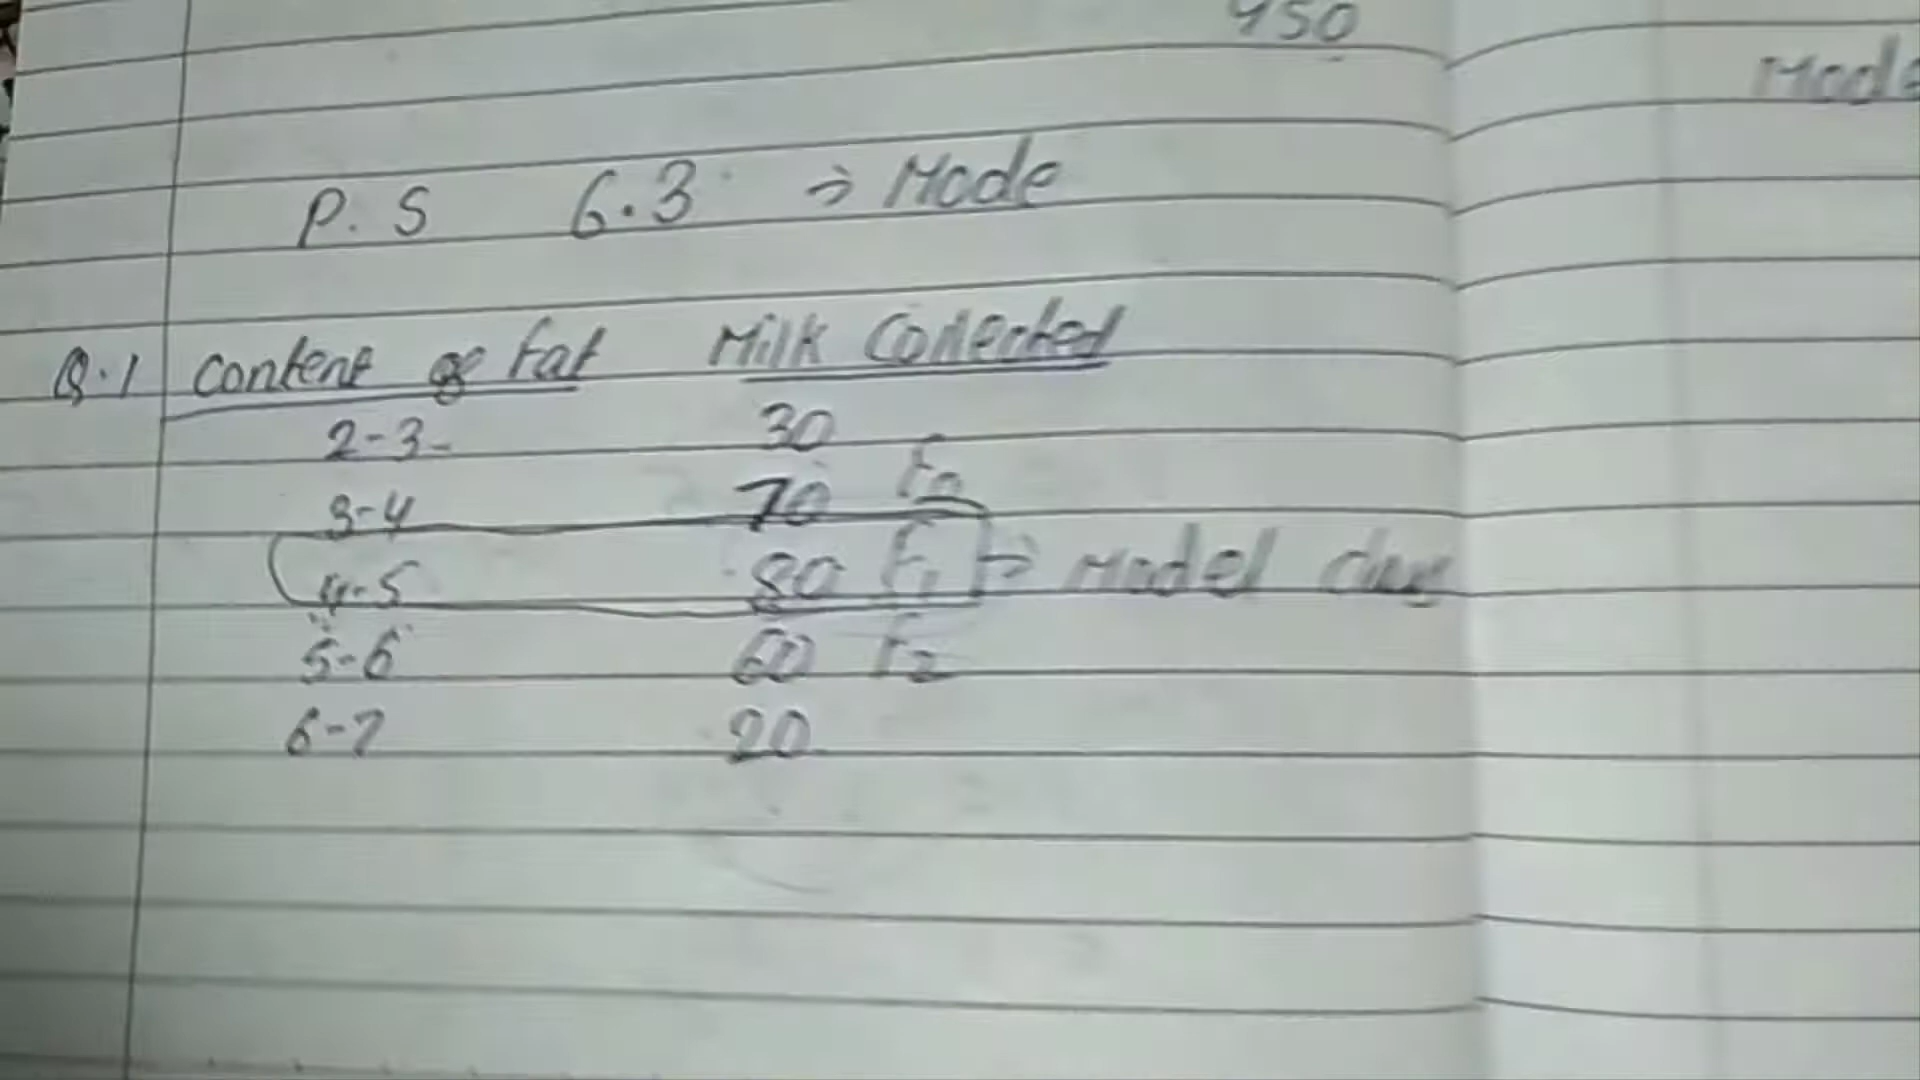 450
Mode
P. S 6.3 → Mode
Q.1 Content of Fat Milk Collected
2-3 30
3-4 70 F0
4-5 80 F1 → Model class
5-6 60 F2
6-7 20